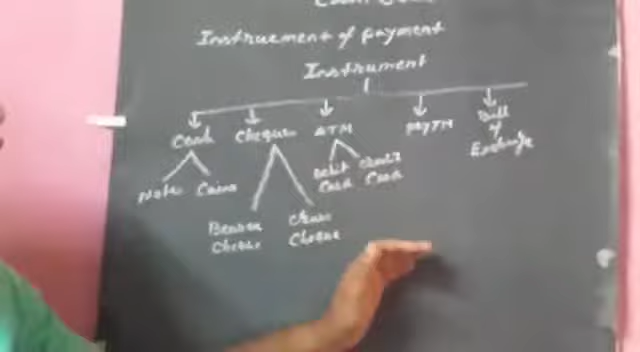 Instruement of payment
Instrument
Cash Cheque ATM PayTM Bill of Exchange
Note Coins Debit Card Credit Card
Bearer Cheque Cross Cheque